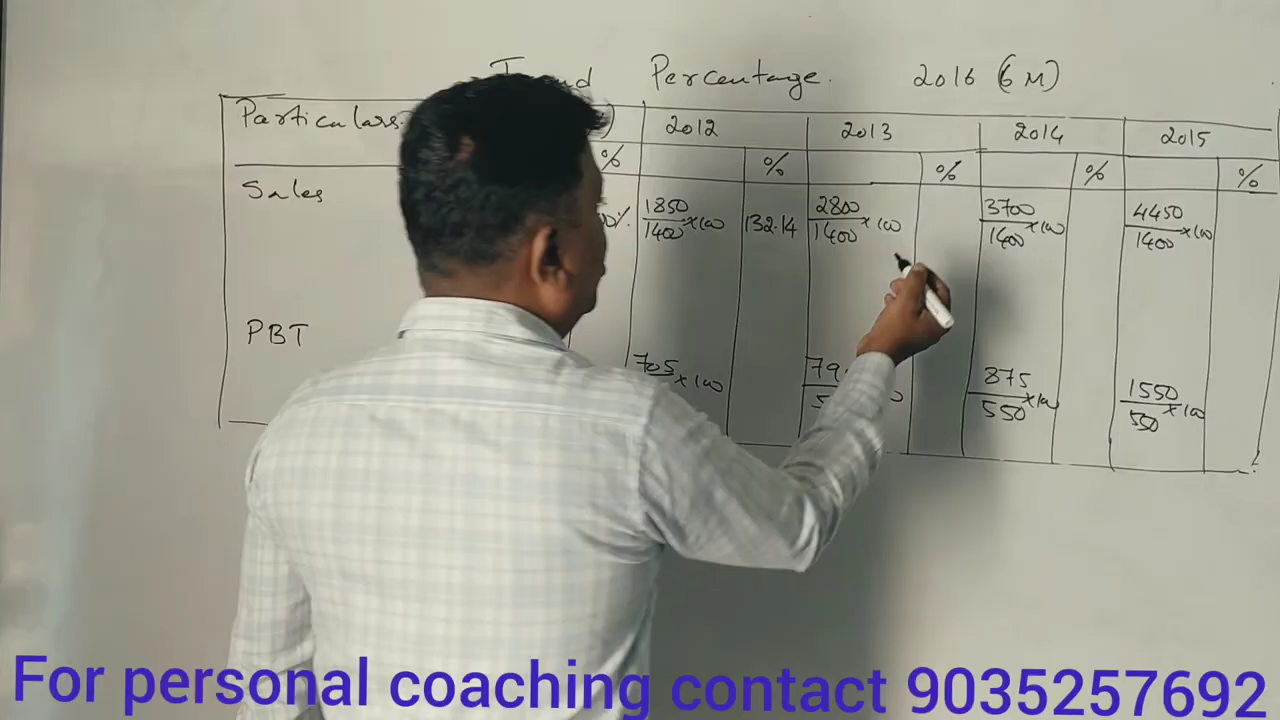 Percentage. 2016 (6 M)
Particulars. 2012 2013 2014 2015
% % % % %
Sales 1850/1400 ×100 132.14 2800/1400 ×100 3700/1400 ×100 4450/1400 ×100
PBT 705 ×100 875/550 ×100 1550/550 ×100
For personal coaching contact 9035257692